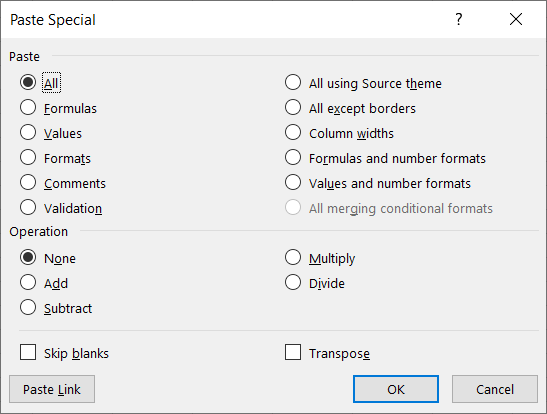 Paste Special
Paste
All
All using Source theme
Formulas
All except borders
Values
Column widths
Formats
Formulas and number formats
Comments
Values and number formats
Validation
All merging conditional formats
Operation
None
Multiply
Add
Divide
Subtract
Skip blanks
Transpose
Paste Link
OK
Cancel